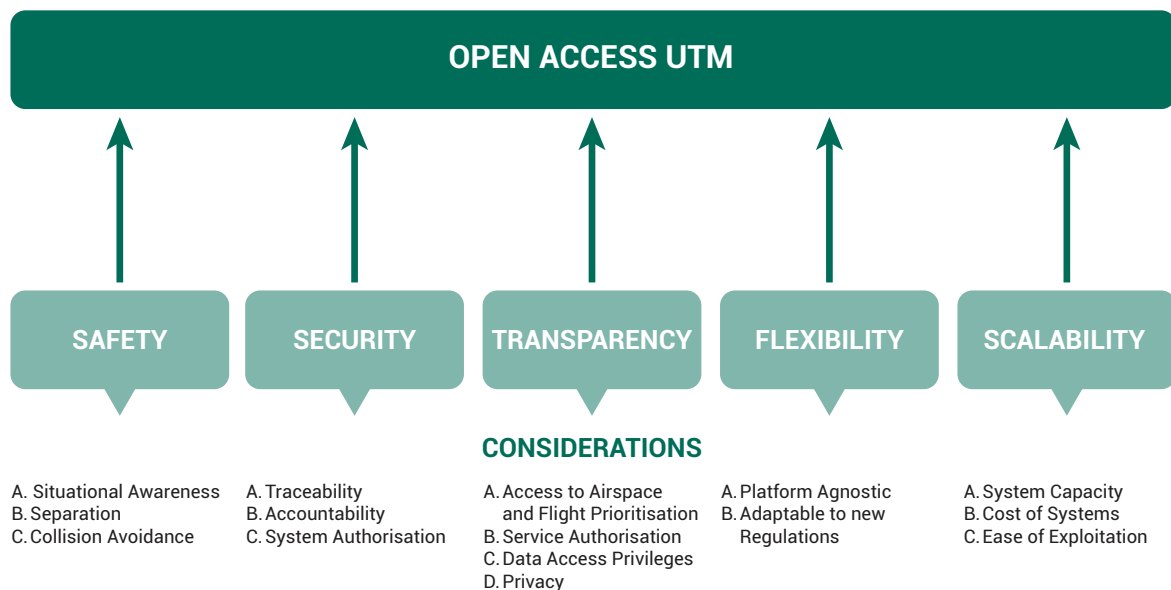 OPEN ACCESS UTM
SAFETY
SECURITY
TRANSPARENCY
FLEXIBILITY
SCALABILITY
CONSIDERATIONS
A. Situational Awareness
B. Separation
C. Collision Avoidance
A. Traceability
B. Accountability
C. System Authorisation
A. Access to Airspace
and Flight Prioritisation
B. Service Authorisation
C. Data Access Privileges
D. Privacy
A. Platform Agnostic
B. Adaptable to new
Regulations
A. System Capacity
B. Cost of Systems
C. Ease of Exploitation